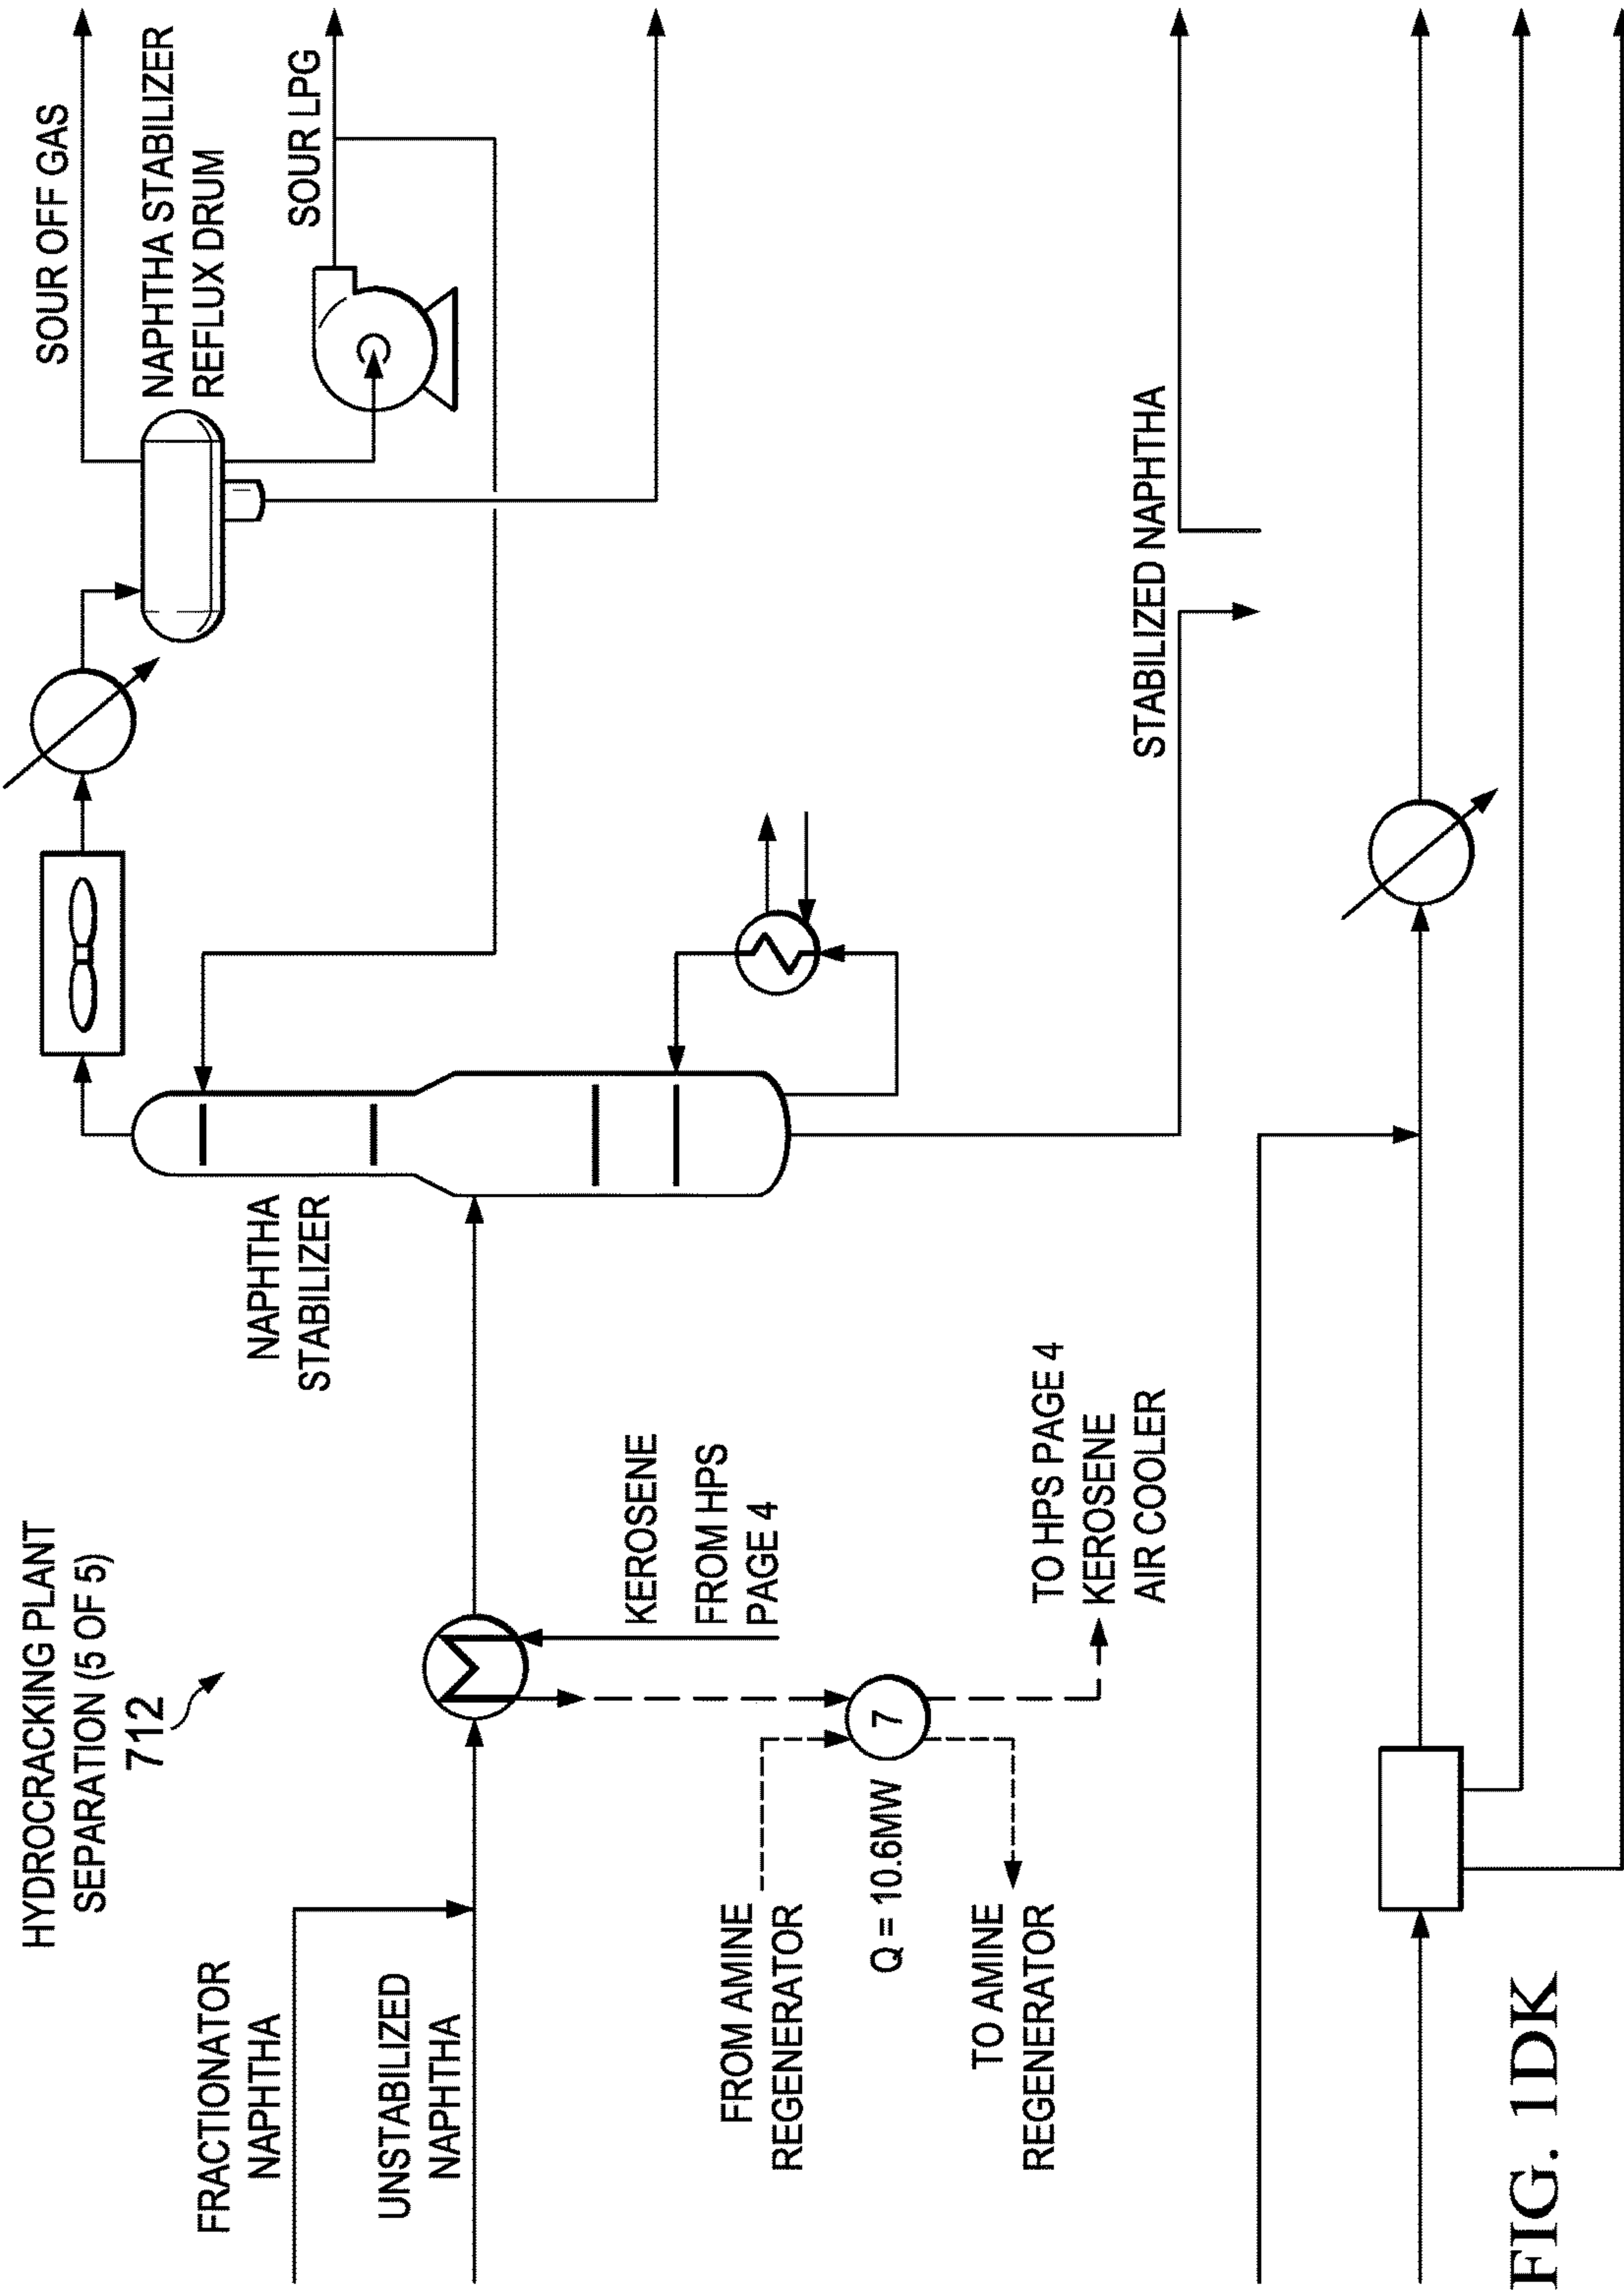 HYDROCRACKING PLANT
SEPARATION (5 OF 5)
712
FRACTIONATOR
NAPHTHA
UNSTABILIZED
NAPHTHA
NAPHTHA
STABILIZER
SOUR OFF GAS
NAPHTHA STABILIZER
REFLUX DRUM
SOUR LPG
KEROSENE
FROM HPS
PAGE 4
FROM AMINE
REGENERATOR
Q = 10.6MW
7
TO AMINE
REGENERATOR
TO HPS PAGE 4
KEROSENE
AIR COOLER
STABILIZED NAPHTHA
FIG. 1DK